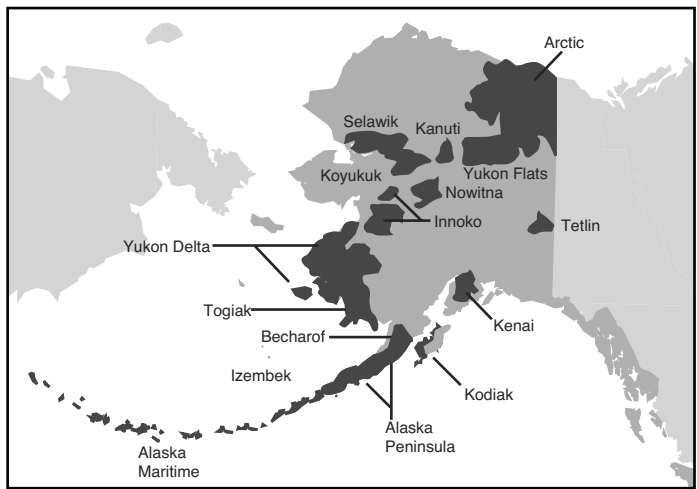 Arctic
Selawik
Kanuti
Koyukuk
Yukon Flats
Nowitna
Innoko
Tetlin
Yukon Delta
Togiak
Kenai
Becharof
Izembek
Kodiak
Alaska
Peninsula
Alaska
Maritime